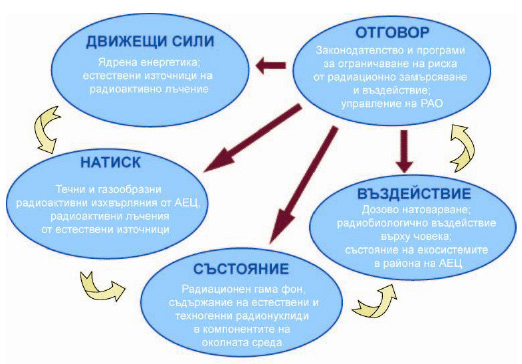 ДВИЖЕЩИ СИЛИ
Ядрена енергетика;
естествени източници на
радиоактивно лъчение
ОТГОВОР
Законодателство и програми
за ограничаване на риска
от радиационно замърсяване
и въздействие;
управление на РАО
НАТИСК
Течни и газообразни
радиоактивни изхвърляния от АЕЦ,
радиоактивни лъчения
от естествени източници
ВЪЗДЕЙСТВИЕ
Дозово натоварване;
радиобиологично въздействие
върху човека;
състояние на екосистемите
в района на АЕЦ
СЪСТОЯНИЕ
Радиационен гама фон,
съдържание на естествени и
техногенни радионуклиди
в компонентите на
околната среда